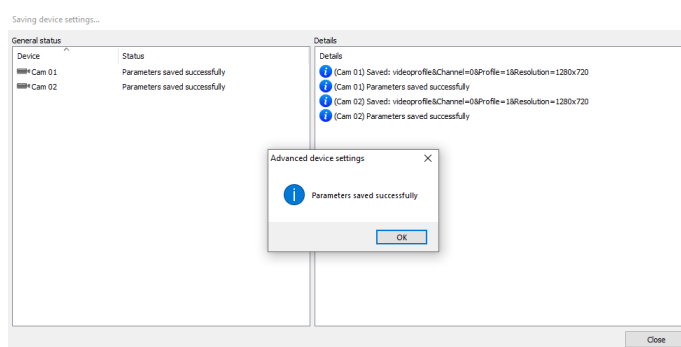 Saving device settings...
General status
Device Status
Cam 01 Parameters saved successfully
Cam 02 Parameters saved successfully
Details
Details
(Cam 01) Saved: videoprofile&Channel=0&Profile=1&Resolution=1280x720
(Cam 01) Parameters saved successfully
(Cam 02) Saved: videoprofile&Channel=0&Profile=1&Resolution=1280x720
(Cam 02) Parameters saved successfully
Advanced device settings
Parameters saved successfully
OK
Close